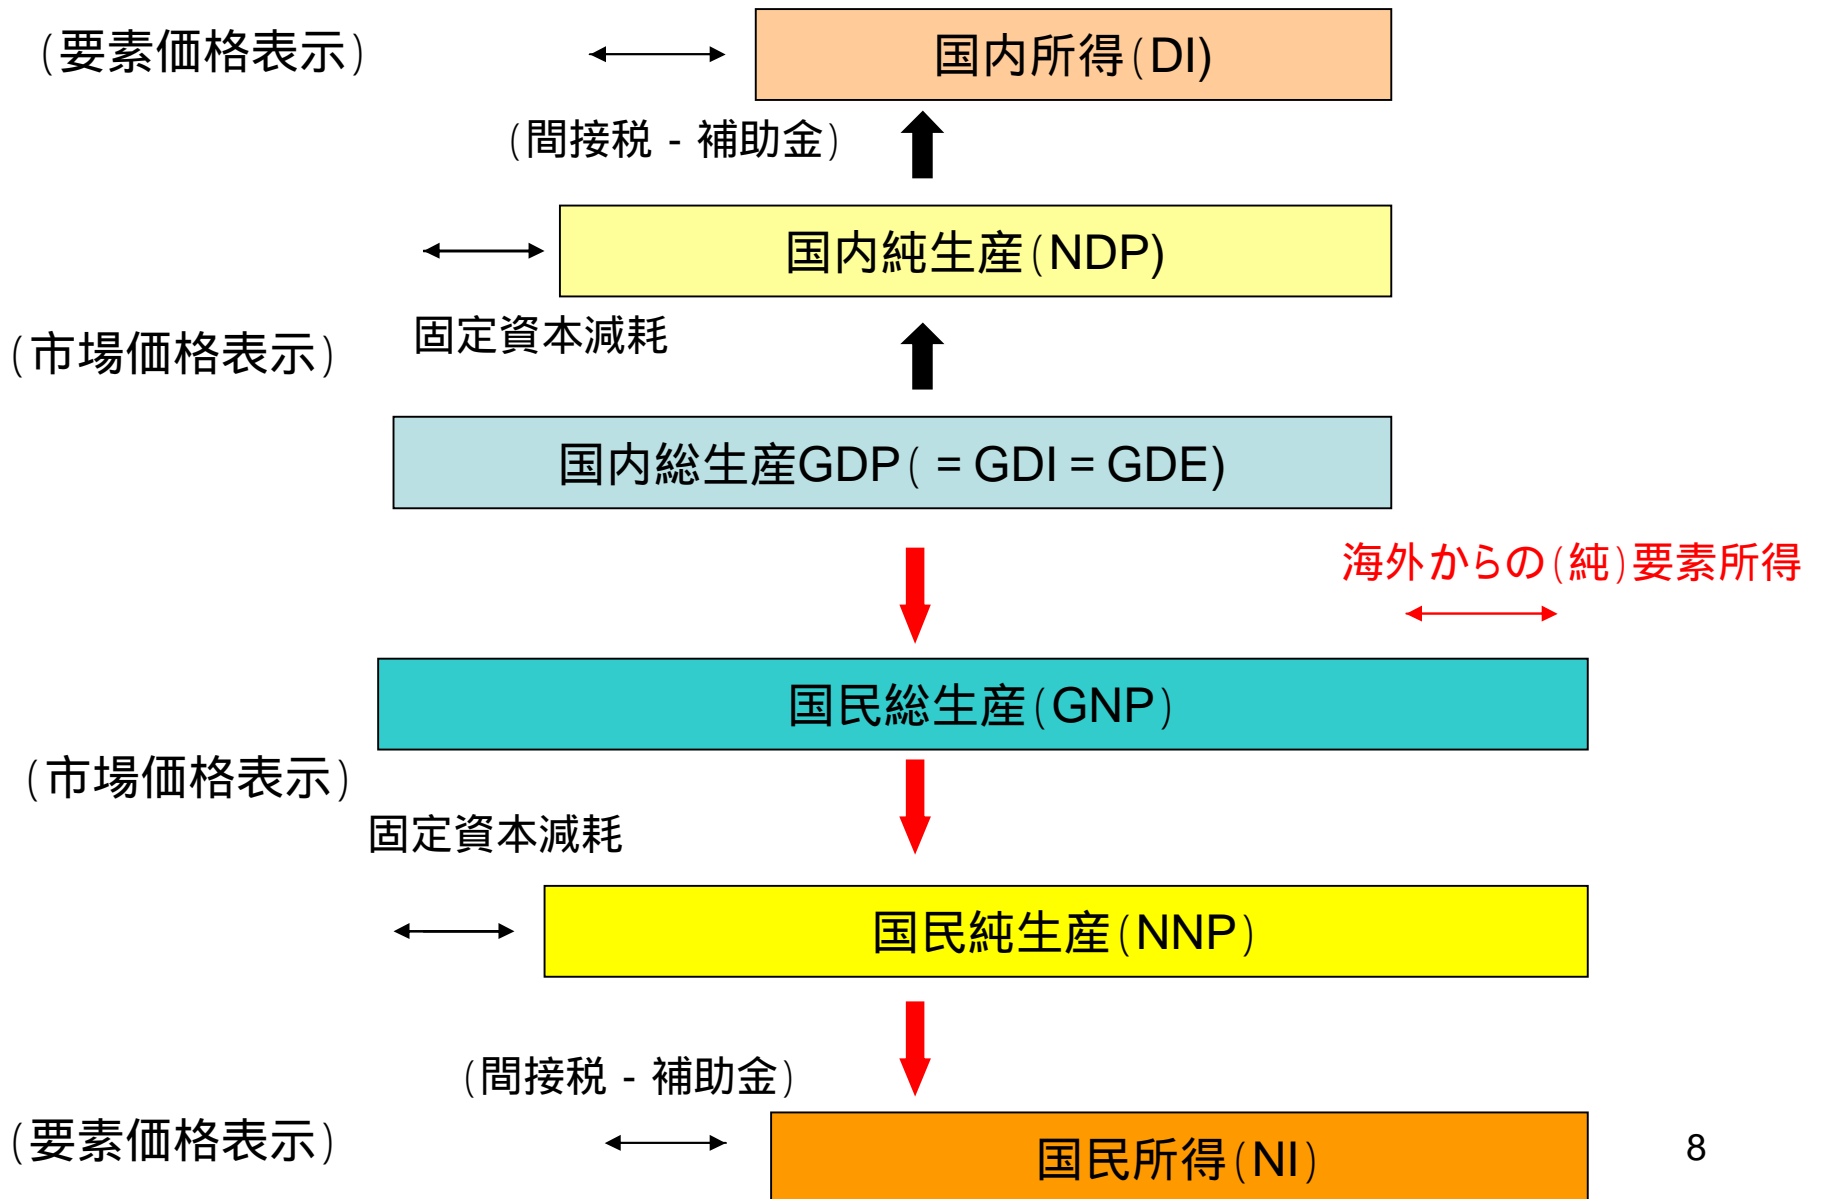 (要素価格表示)
国内所得(DI)
(間接税 - 補助金)
国内純生産(NDP)
固定資本減耗
(市場価格表示)
国内総生産GDP( = GDI = GDE)
海外からの(純)要素所得
国民総生産(GNP)
(市場価格表示)
固定資本減耗
国民純生産(NNP)
(間接税 - 補助金)
(要素価格表示)
国民所得(NI)
8